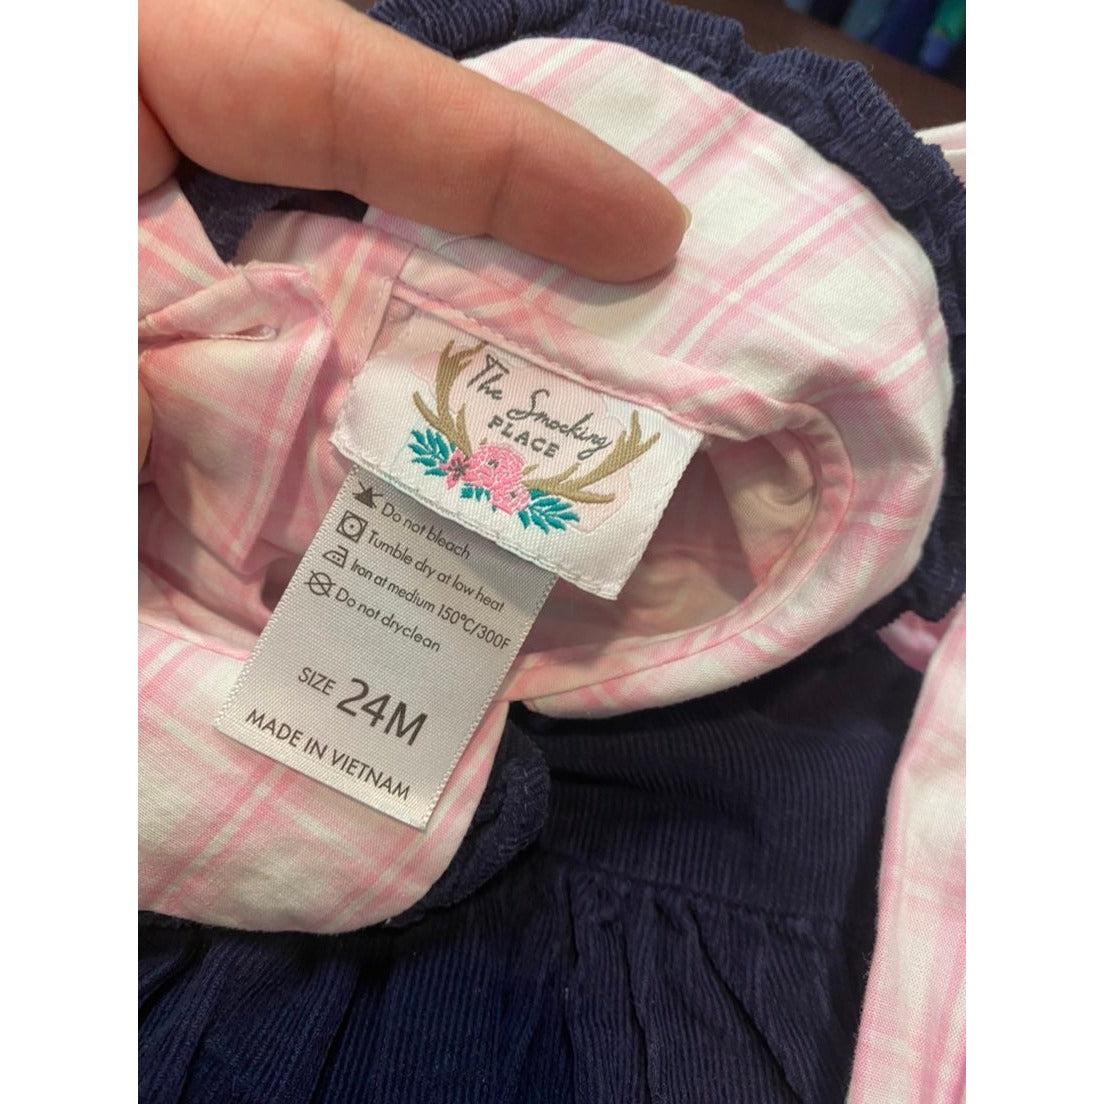 The Smocking
PLACE
Do not bleach
Tumble dry at low heat
Iron at medium 150°C/300F
Do not dryclean
SIZE 24M
MADE IN VIETNAM